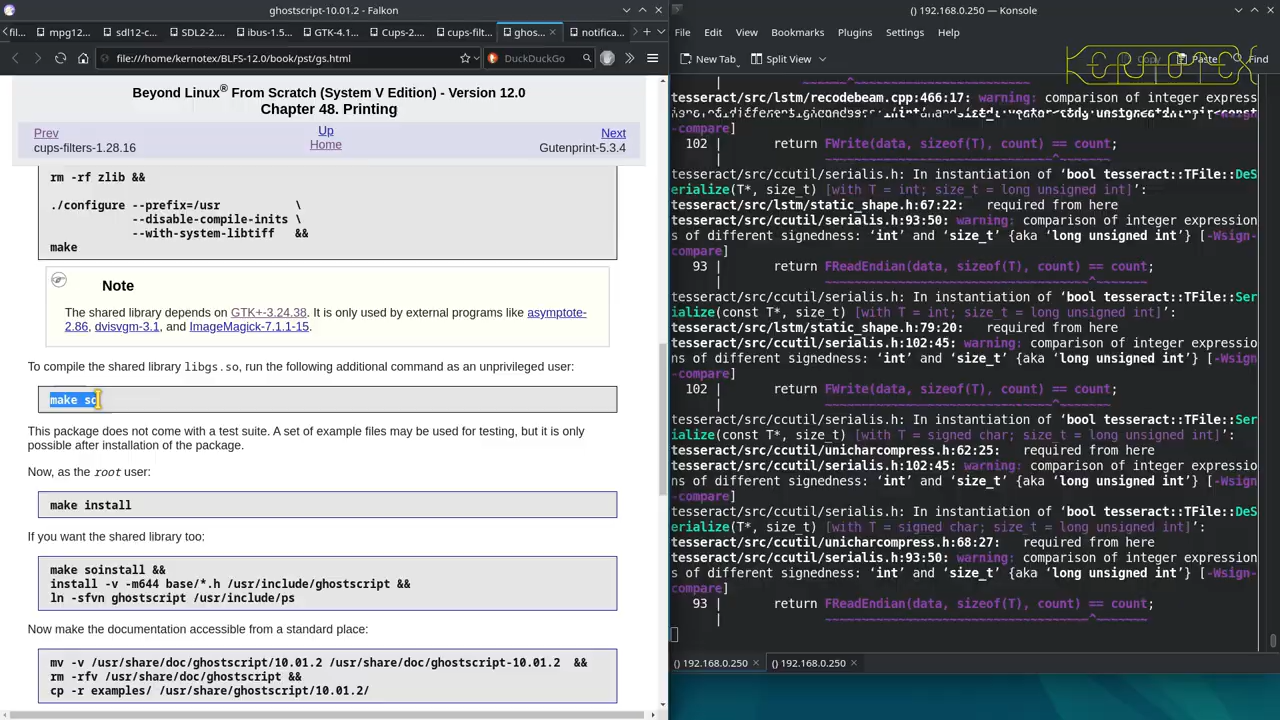 ghostscript-10.01.2 - Falkon
fil...
mpg12...
sdl12-c...
SDL2-2....
ibus-1.5...
GTK-4.1...
Cups-2....
cups-filt...
ghos...
notifica...
file:///home/kernotex/BLFS-12.0/book/pst/gs.html
DuckDuckGo
Beyond Linux® From Scratch (System V Edition) - Version 12.0
Chapter 48. Printing
Prev Up Next
cups-filters-1.28.16 Home Gutenprint-5.3.4
rm -rf zlib &&
./configure --prefix=/usr \
--disable-compile-inits \
--with-system-libtiff &&
make
Note
The shared library depends on GTK+-3.24.38. It is only used by external programs like asymptote-
2.86, dvisvgm-3.1, and ImageMagick-7.1.1-15.
To compile the shared library libgs.so, run the following additional command as an unprivileged user:
make so
This package does not come with a test suite. A set of example files may be used for testing, but it is only
possible after installation of the package.
Now, as the root user:
make install
If you want the shared library too:
make soinstall &&
install -v -m644 base/*.h /usr/include/ghostscript &&
ln -sfvn ghostscript /usr/include/ps
Now make the documentation accessible from a standard place:
mv -v /usr/share/doc/ghostscript/10.01.2 /usr/share/doc/ghostscript-10.01.2 &&
rm -rfv /usr/share/doc/ghostscript &&
cp -r examples/ /usr/share/ghostscript/10.01.2/
() 192.168.0.250 — Konsole
File Edit View Bookmarks Plugins Settings Help
New Tab Split View Copy Paste Find
KERNOTEX
~~~~~~^~~~~~~~~~~~~~~~~~~~~~~
|
tesseract/src/lstm/recodebeam.cpp:466:17: warning: comparison of integer express
-compare]
102 | return FWrite(data, sizeof(T), count) == count;
| ~~~~~~~~~~~~~~~~~~~~~~~~~~~~~~~^~~~~~~~
tesseract/src/ccutil/serialis.h: In instantiation of ‘bool tesseract::TFile::DeS
erialize(T*, size_t) [with T = int; size_t = long unsigned int]’:
tesseract/src/lstm/static_shape.h:67:22:   required from here
tesseract/src/ccutil/serialis.h:93:50: warning: comparison of integer expression
s of different signedness: ‘int’ and ‘size_t’ {aka ‘long unsigned int’} [-Wsign-
compare]
93 | return FReadEndian(data, sizeof(T), count) == count;
| ~~~~~~~~~~~~~~~~~~~~~~~~~~~~~~~~~~~~^~~~~~~~
tesseract/src/ccutil/serialis.h: In instantiation of ‘bool tesseract::TFile::Ser
ialize(const T*, size_t) [with T = int; size_t = long unsigned int]’:
tesseract/src/lstm/static_shape.h:79:20:   required from here
tesseract/src/ccutil/serialis.h:102:45: warning: comparison of integer expressio
ns of different signedness: ‘int’ and ‘size_t’ {aka ‘long unsigned int’} [-Wsign
-compare]
102 | return FWrite(data, sizeof(T), count) == count;
| ~~~~~~~~~~~~~~~~~~~~~~~~~~~~~~~^~~~~~~~
tesseract/src/ccutil/serialis.h: In instantiation of ‘bool tesseract::TFile::Ser
ialize(const T*, size_t) [with T = signed char; size_t = long unsigned int]’:
tesseract/src/ccutil/unicharcompress.h:62:25:   required from here
tesseract/src/ccutil/serialis.h:102:45: warning: comparison of integer expressio
ns of different signedness: ‘int’ and ‘size_t’ {aka ‘long unsigned int’} [-Wsign
-compare]
tesseract/src/ccutil/serialis.h: In instantiation of ‘bool tesseract::TFile::DeS
erialize(T*, size_t) [with T = signed char; size_t = long unsigned int]’:
tesseract/src/ccutil/unicharcompress.h:68:27:   required from here
tesseract/src/ccutil/serialis.h:93:50: warning: comparison of integer expression
s of different signedness: ‘int’ and ‘size_t’ {aka ‘long unsigned int’} [-Wsign-
compare]
93 | return FReadEndian(data, sizeof(T), count) == count;
| ~~~~~~~~~~~~~~~~~~~~~~~~~~~~~~~~~~~~^~~~~~~~
() 192.168.0.250 () 192.168.0.250